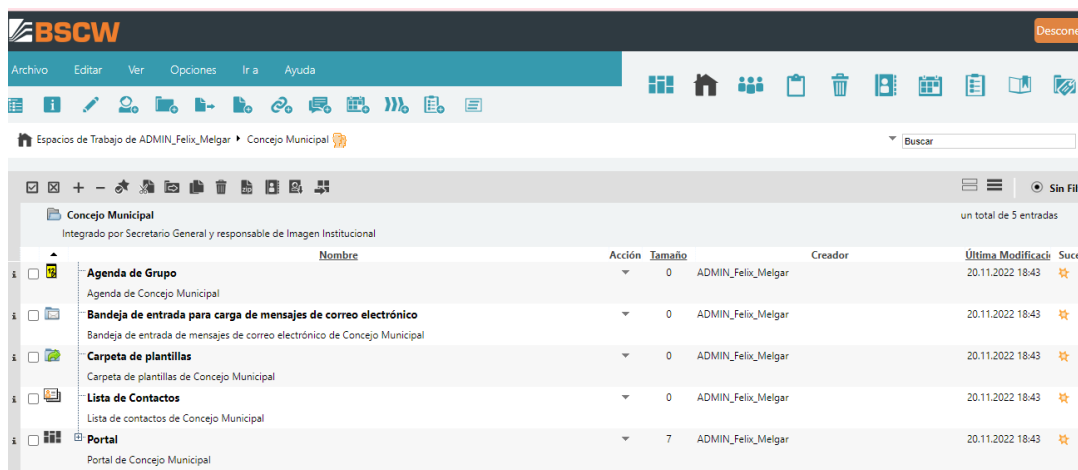 BSCW
Descone
Archivo Editar Ver Opciones Ir a Ayuda
Espacios de Trabajo de ADMIN_Felix_Melgar Concejo Municipal
Buscar
Sin Fil
Concejo Municipal un total de 5 entradas
Integrado por Secretario General y responsable de Imagen Institucional
Nombre Acción Tamaño Creador Última Modificació Suce
Agenda de Grupo 0 ADMIN_Felix_Melgar 20.11.2022 18:43
Agenda de Concejo Municipal
Bandeja de entrada para carga de mensajes de correo electrónico 0 ADMIN_Felix_Melgar 20.11.2022 18:43
Bandeja de entrada de mensajes de correo electrónico de Concejo Municipal
Carpeta de plantillas 0 ADMIN_Felix_Melgar 20.11.2022 18:43
Carpeta de plantillas de Concejo Municipal
Lista de Contactos 0 ADMIN_Felix_Melgar 20.11.2022 18:43
Lista de contactos de Concejo Municipal
Portal 7 ADMIN_Felix_Melgar 20.11.2022 18:43
Portal de Concejo Municipal